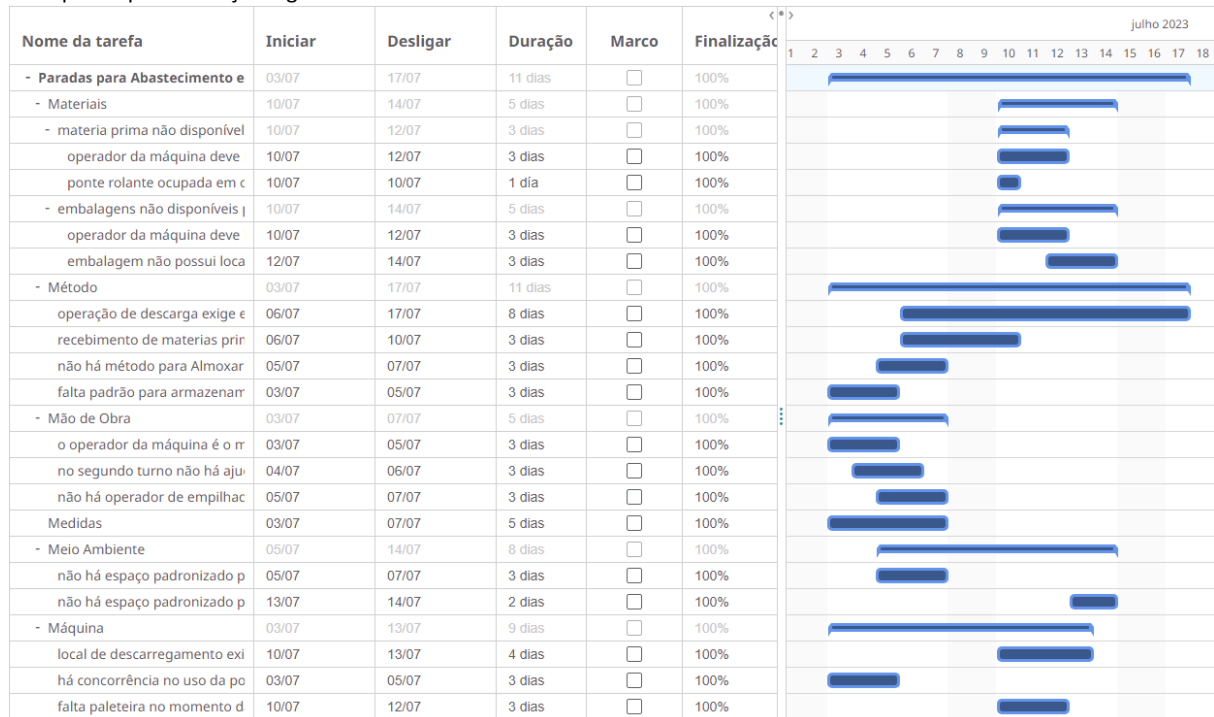 julho 2023
Nome da tarefa Iniciar Desligar Duração Marco Finalização
1 2 3 4 5 6 7 8 9 10 11 12 13 14 15 16 17 18
- Paradas para Abastecimento e 03/07 17/07 11 dias 100%
- Materiais 10/07 14/07 5 dias 100%
- materia prima não disponível 10/07 12/07 3 dias 100%
operador da máquina deve 10/07 12/07 3 dias 100%
ponte rolante ocupada em 10/07 10/07 1 día 100%
- embalagens não disponíveis 10/07 14/07 5 dias 100%
operador da máquina deve 10/07 12/07 3 dias 100%
embalagem não possui loca 12/07 14/07 3 dias 100%
- Método 03/07 17/07 11 dias 100%
operação de descarga exige e 06/07 17/07 8 dias 100%
recebimento de materias prir 06/07 10/07 3 dias 100%
não há método para Almoxar 05/07 07/07 3 dias 100%
falta padrão para armazenam 03/07 05/07 3 dias 100%
- Mão de Obra 03/07 07/07 5 dias 100%
o operador da máquina é o m 03/07 05/07 3 dias 100%
no segundo turno não há aju 04/07 06/07 3 dias 100%
não há operador de empilhac 05/07 07/07 3 dias 100%
Medidas 03/07 07/07 5 dias 100%
- Meio Ambiente 05/07 14/07 8 dias 100%
não há espaço padronizado p 05/07 07/07 3 dias 100%
não há espaço padronizado p 13/07 14/07 2 dias 100%
- Máquina 03/07 13/07 9 dias 100%
local de descarregamento exi 10/07 13/07 4 dias 100%
há concorrência no uso da po 03/07 05/07 3 dias 100%
falta paleteira no momento d 10/07 12/07 3 dias 100%